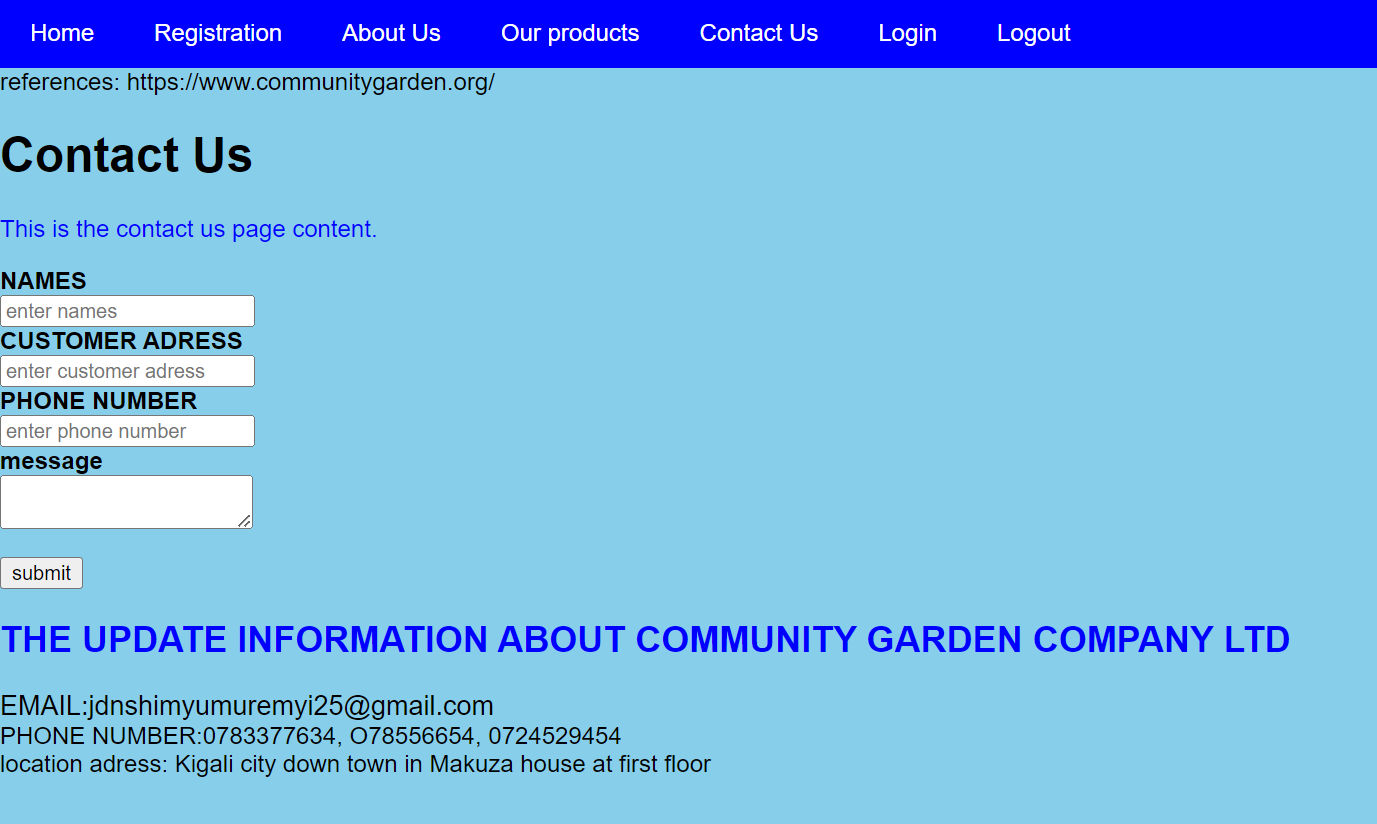 Home Registration About Us Our products Contact Us Login Logout
references: https://www.communitygarden.org/
Contact Us
This is the contact us page content.
NAMES
enter names
CUSTOMER ADRESS
enter customer adress
PHONE NUMBER
enter phone number
message
submit
THE UPDATE INFORMATION ABOUT COMMUNITY GARDEN COMPANY LTD
EMAIL:jdnshimyumuremyi25@gmail.com
PHONE NUMBER:0783377634, O78556654, 0724529454
location adress: Kigali city down town in Makuza house at first floor